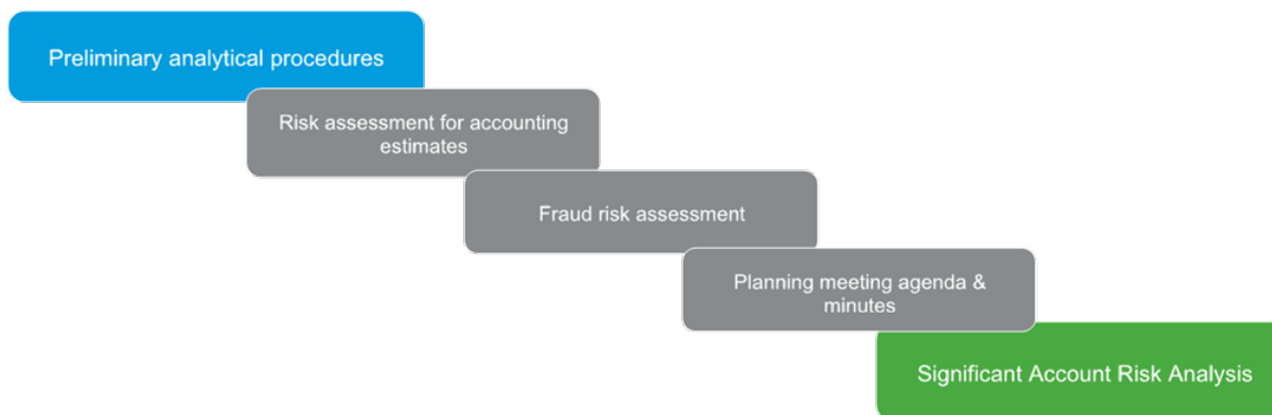 Preliminary analytical procedures
Risk assessment for accounting
estimates
Fraud risk assessment
Planning meeting agenda &
minutes
Significant Account Risk Analysis